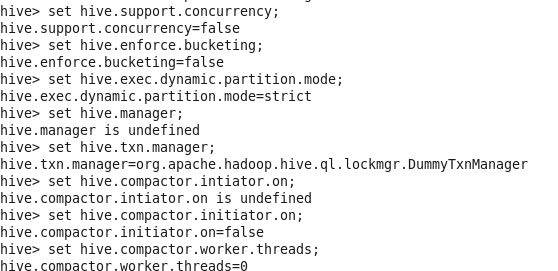 hive> set hive.support.concurrency;
hive.support.concurrency=false
hive> set hive.enforce.bucketing;
hive.enforce.bucketing=false
hive> set hive.exec.dynamic.partition.mode;
hive.exec.dynamic.partition.mode=strict
hive> set hive.manager;
hive.manager is undefined
hive> set hive.txn.manager;
hive.txn.manager=org.apache.hadoop.hive.ql.lockmgr.DummyTxnManager
hive> set hive.compactor.intiator.on;
hive.compactor.intiator.on is undefined
hive> set hive.compactor.initiator.on;
hive.compactor.initiator.on=false
hive> set hive.compactor.worker.threads;
hive.compactor.worker.threads=0